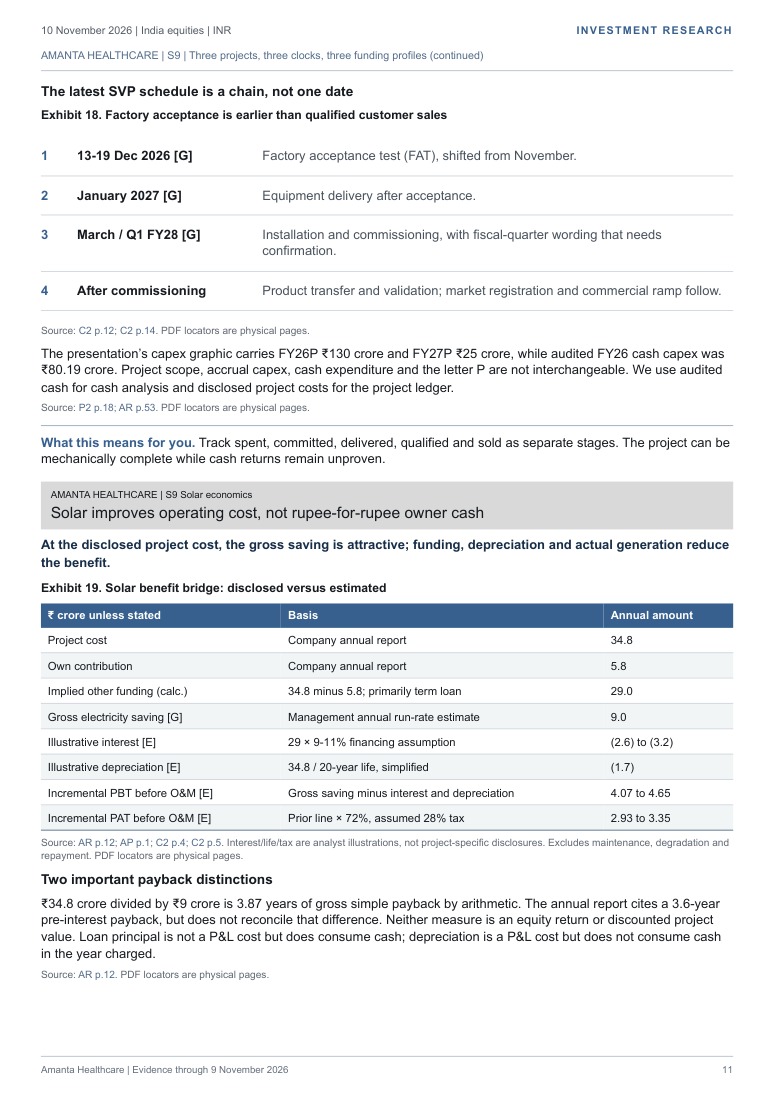 10 November 2026 | India equities | INR
INVESTMENT RESEARCH
AMANTA HEALTHCARE | S9 | Three projects, three clocks, three funding profiles (continued)
The latest SVP schedule is a chain, not one date
Exhibit 18. Factory acceptance is earlier than qualified customer sales
1 13-19 Dec 2026 [G] Factory acceptance test (FAT), shifted from November.
2 January 2027 [G] Equipment delivery after acceptance.
3 March / Q1 FY28 [G] Installation and commissioning, with fiscal-quarter wording that needs
confirmation.
4 After commissioning Product transfer and validation; market registration and commercial ramp follow.
Source: C2 p.12; C2 p.14. PDF locators are physical pages.
The presentation's capex graphic carries FY26P ₹130 crore and FY27P ₹25 crore, while audited FY26 cash capex was
₹80.19 crore. Project scope, accrual capex, cash expenditure and the letter P are not interchangeable. We use audited
cash for cash analysis and disclosed project costs for the project ledger.
Source: P2 p.18; AR p.53. PDF locators are physical pages.
What this means for you. Track spent, committed, delivered, qualified and sold as separate stages. The project can be
mechanically complete while cash returns remain unproven.
AMANTA HEALTHCARE | S9 Solar economics
Solar improves operating cost, not rupee-for-rupee owner cash
At the disclosed project cost, the gross saving is attractive; funding, depreciation and actual generation reduce
the benefit.
Exhibit 19. Solar benefit bridge: disclosed versus estimated
₹ crore unless stated Basis Annual amount
Project cost Company annual report 34.8
Own contribution Company annual report 5.8
Implied other funding (calc.) 34.8 minus 5.8; primarily term loan 29.0
Gross electricity saving [G] Management annual run-rate estimate 9.0
Illustrative interest [E] 29 × 9-11% financing assumption (2.6) to (3.2)
Illustrative depreciation [E] 34.8 / 20-year life, simplified (1.7)
Incremental PBT before O&M [E] Gross saving minus interest and depreciation 4.07 to 4.65
Incremental PAT before O&M [E] Prior line × 72%, assumed 28% tax 2.93 to 3.35
Source: AR p.12; AP p.1; C2 p.4; C2 p.5. Interest/life/tax are analyst illustrations, not project-specific disclosures. Excludes maintenance, degradation and
repayment. PDF locators are physical pages.
Two important payback distinctions
₹34.8 crore divided by ₹9 crore is 3.87 years of gross simple payback by arithmetic. The annual report cites a 3.6-year
pre-interest payback, but does not reconcile that difference. Neither measure is an equity return or discounted project
value. Loan principal is not a P&L cost but does consume cash; depreciation is a P&L cost but does not consume cash
in the year charged.
Source: AR p.12. PDF locators are physical pages.
Amanta Healthcare | Evidence through 9 November 2026
11